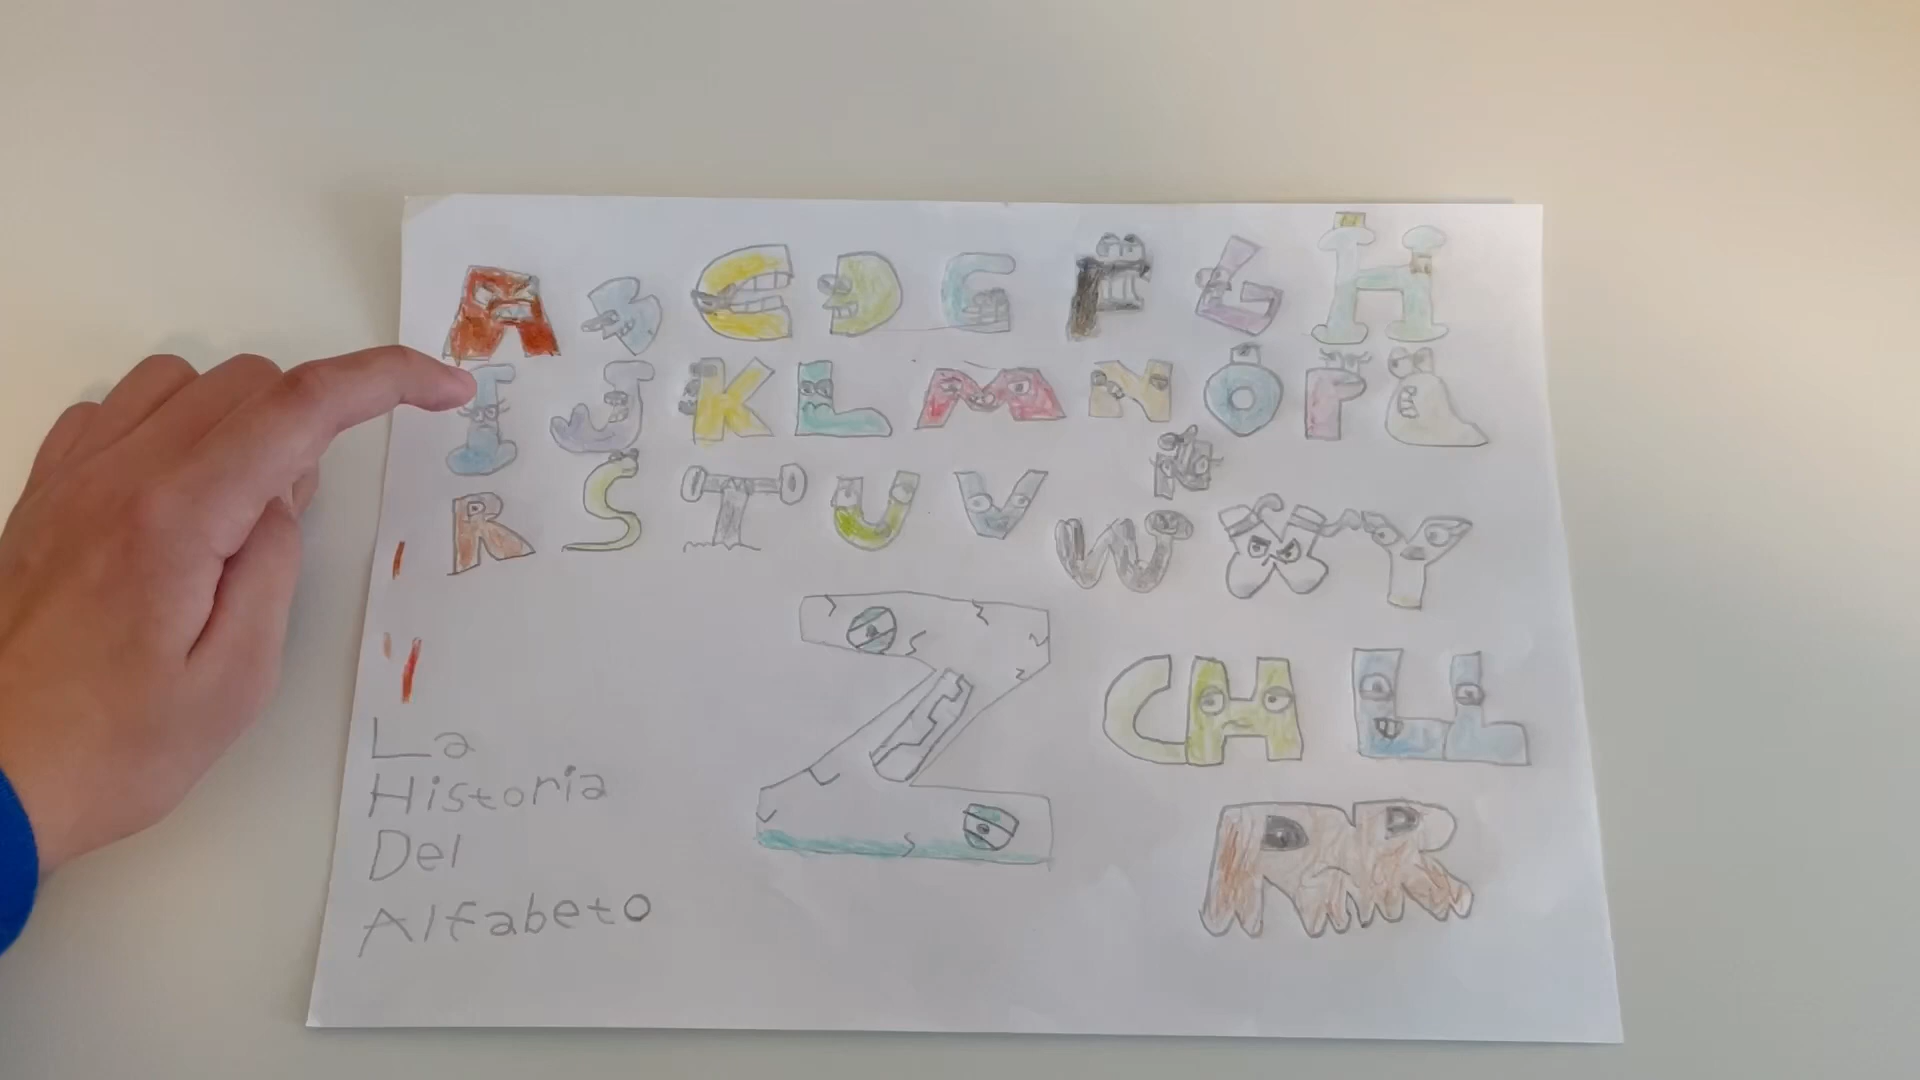 A B C D E F G H
I J K L M N O P Q
Ñ
R S T U V W X Y
Z CH LL
RR
La
Historia
Del
Alfabeto